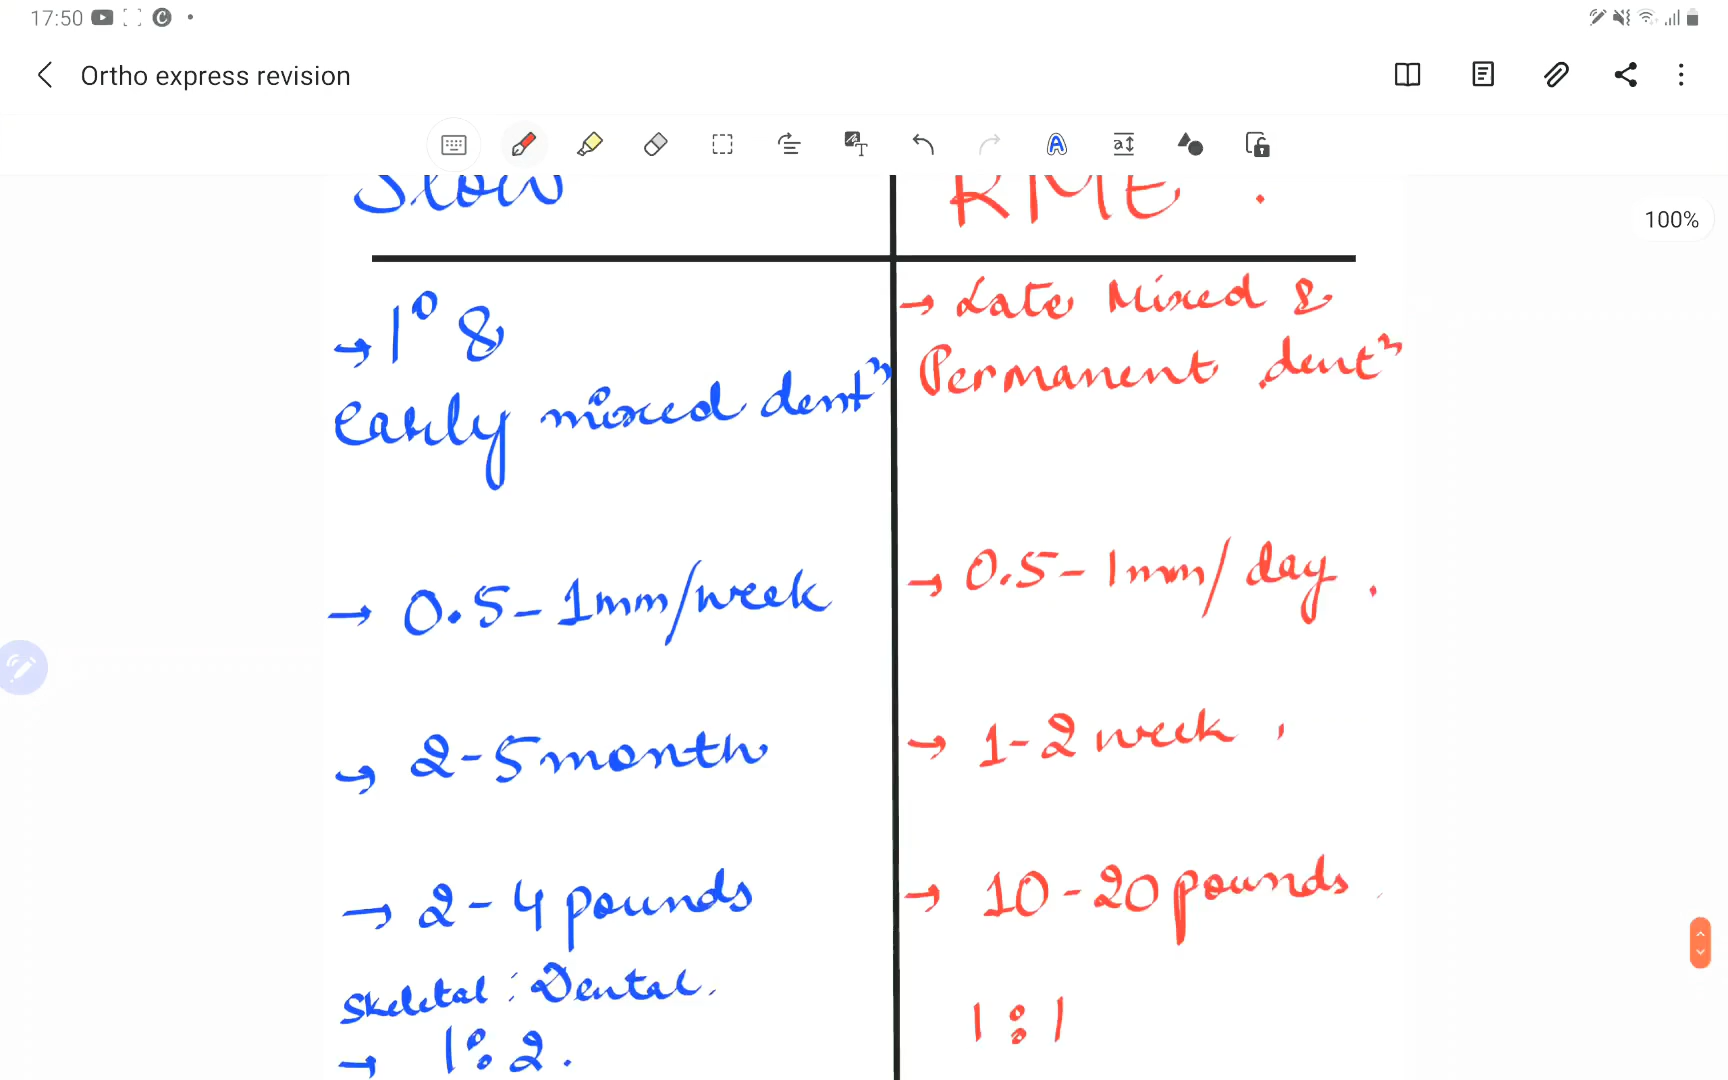 17:50
Ortho express revision
100%
Slow
RME.
→ 1° &
early mixed dentⁿ
→ 0.5 - 1mm/week
→ 2 - 5 month
→ 2 - 4 pounds
Skeletal : Dental.
→ 1 : 2.
→ Late Mixed &
Permanent dentⁿ
→ 0.5 - 1mm/day.
→ 1 - 2 week,
→ 10 - 20 pounds
1 : 1